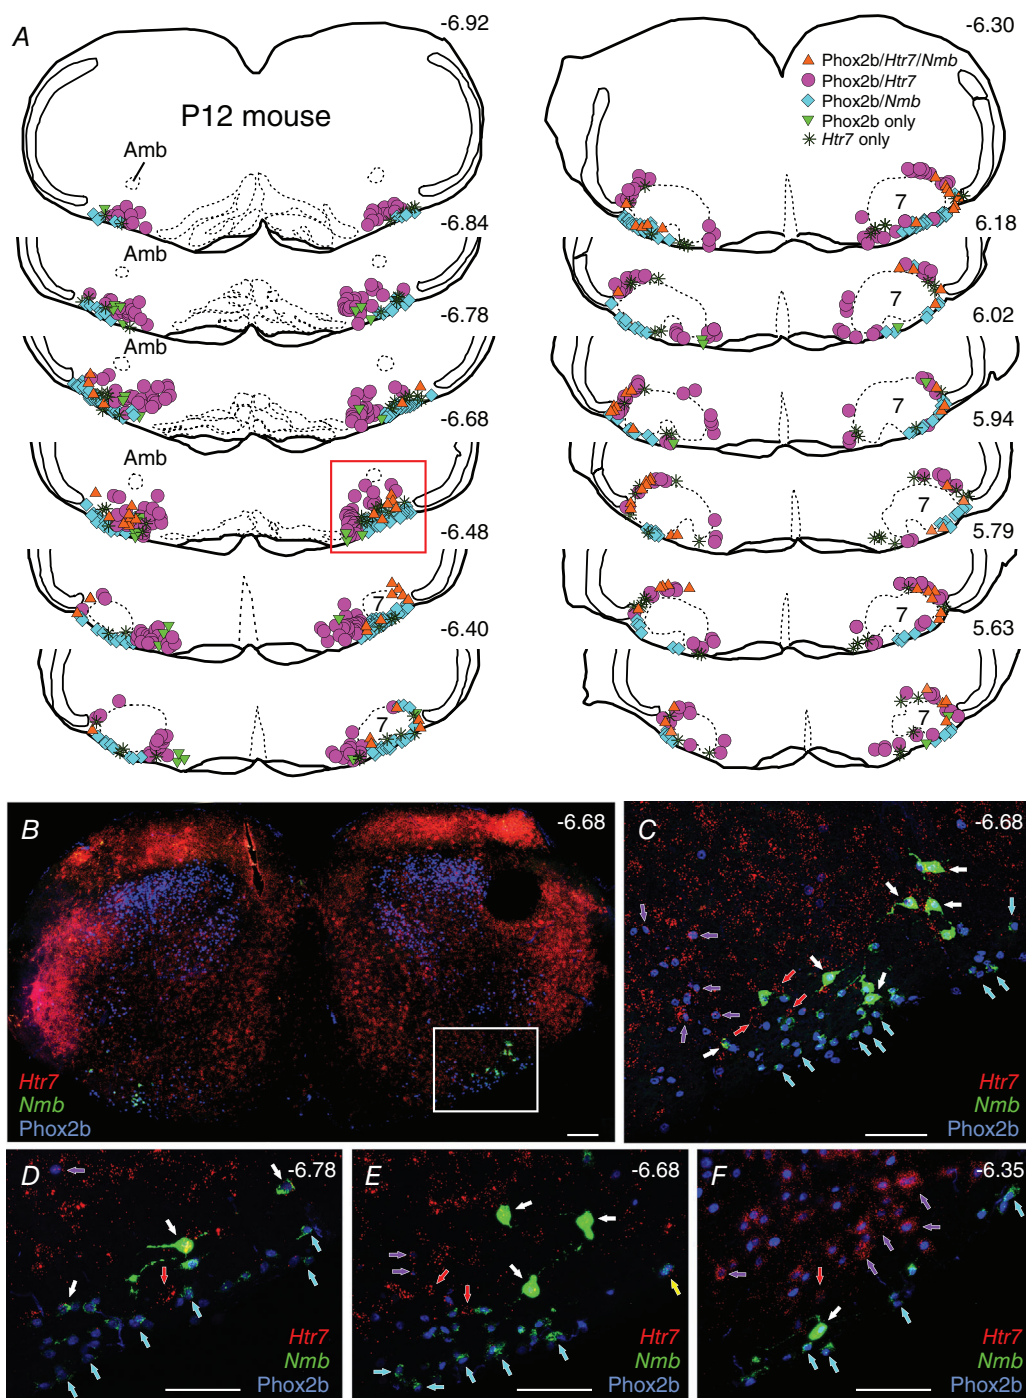 A
-6.92
P12 mouse
Amb
-6.84
Amb
-6.78
Amb
-6.68
Amb
-6.48
7
-6.40
7
-6.30
Phox2b/Htr7/Nmb
Phox2b/Htr7
Phox2b/Nmb
Phox2b only
Htr7 only
7
6.18
7
6.02
7
5.94
7
5.79
7
5.63
7
B
-6.68
Htr7
Nmb
Phox2b
C
-6.68
Htr7
Nmb
Phox2b
D
-6.78
Htr7
Nmb
Phox2b
E
-6.68
Htr7
Nmb
Phox2b
F
-6.35
Htr7
Nmb
Phox2b